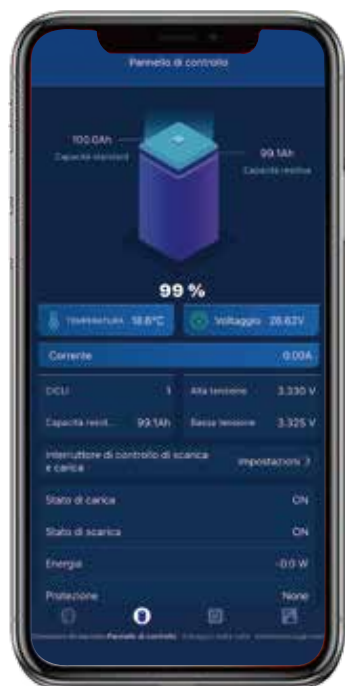 Pannello di controllo
100.0Ah
Capacità standard
99.1Ah
Capacità residua
99 %
TEMPERATURA 18.6°C
Voltaggio 26.62V
Corrente 0.00A
CICLI 1
Alta tensione 3.330 V
Capacità resid... 99.1Ah
Bassa tensione 3.325 V
Interruttore di controllo di scarica
e carica
Impostazioni >
Stato di carica ON
Stato di scarica ON
Energia -0.0 W
Protezione None
Pannello di controllo